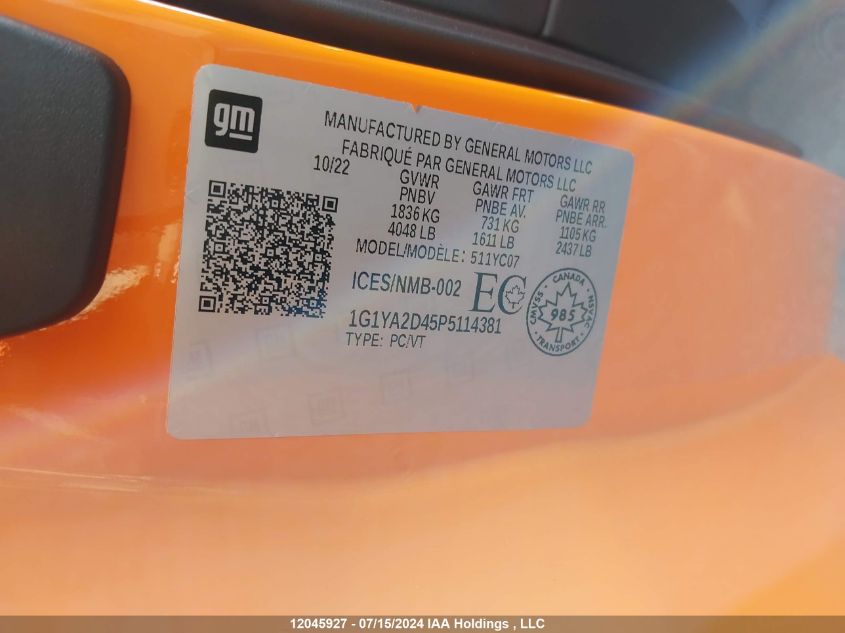 gm
MANUFACTURED BY GENERAL MOTORS LLC
FABRIQUÉ PAR GENERAL MOTORS LLC
10/22 GVWR GAWR FRT GAWR RR
PNBV PNBE AV. PNBE ARR.
1836 KG 731 KG 1105 KG
4048 LB 1611 LB 2437 LB
MODEL/MODÈLE: 511YC07
ICES/NMB-002 EC
CANADA
SVAWT NSVAC
985
TRANSPORT
1G1YA2D45P5114381
TYPE: PC/VT
12045927 - 07/15/2024 IAA Holdings , LLC